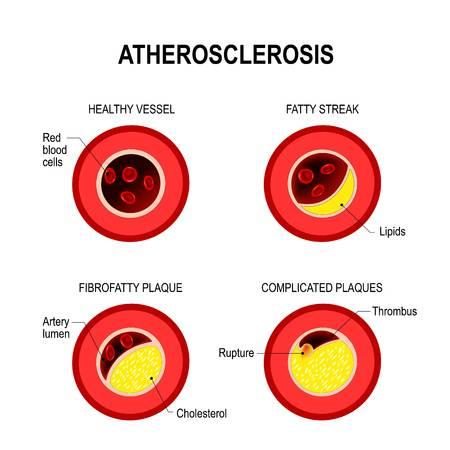 ATHEROSCLEROSIS
HEALTHY VESSEL
Red
blood
cells
FATTY STREAK
Lipids
FIBROFATTY PLAQUE
Artery
lumen
Cholesterol
COMPLICATED PLAQUES
Thrombus
Rupture